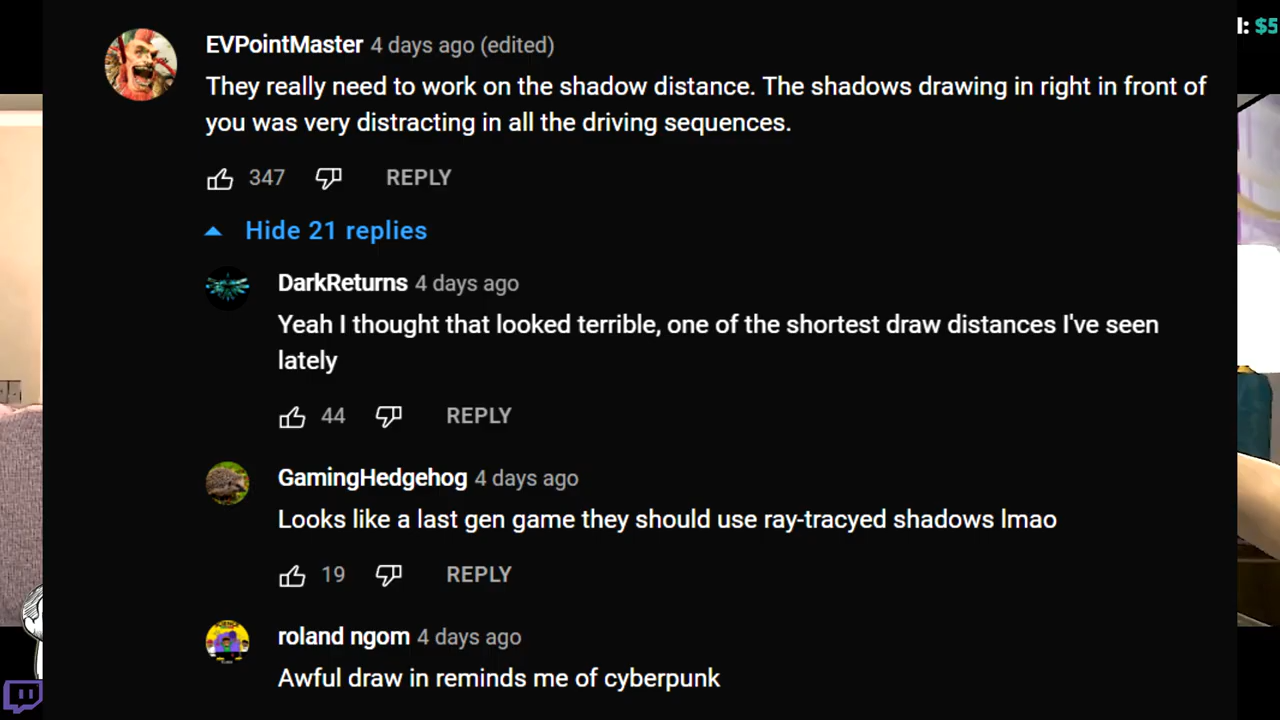 l: $5
EVPointMaster 4 days ago (edited)
They really need to work on the shadow distance. The shadows drawing in right in front of
you was very distracting in all the driving sequences.
347 REPLY
Hide 21 replies
DarkReturns 4 days ago
Yeah I thought that looked terrible, one of the shortest draw distances I've seen
lately
44 REPLY
GamingHedgehog 4 days ago
Looks like a last gen game they should use ray-tracyed shadows lmao
19 REPLY
roland ngom 4 days ago
Awful draw in reminds me of cyberpunk